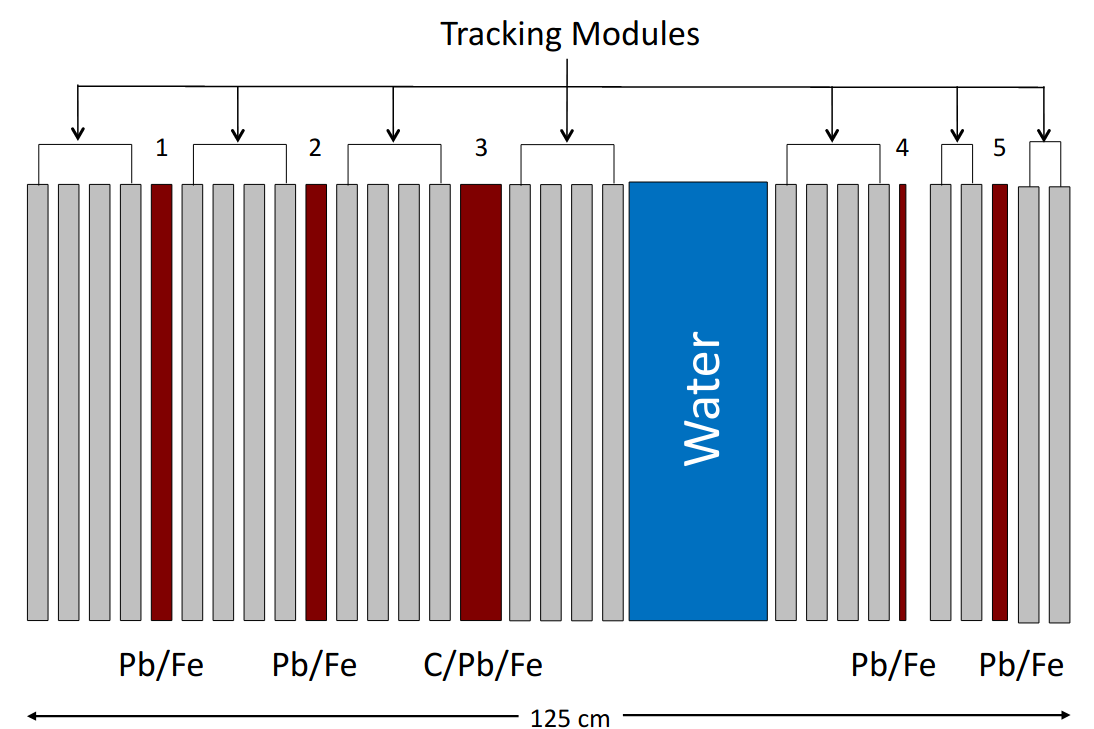 Tracking Modules
1
2
3
4
5
Water
Pb/Fe
Pb/Fe
C/Pb/Fe
Pb/Fe
Pb/Fe
125 cm